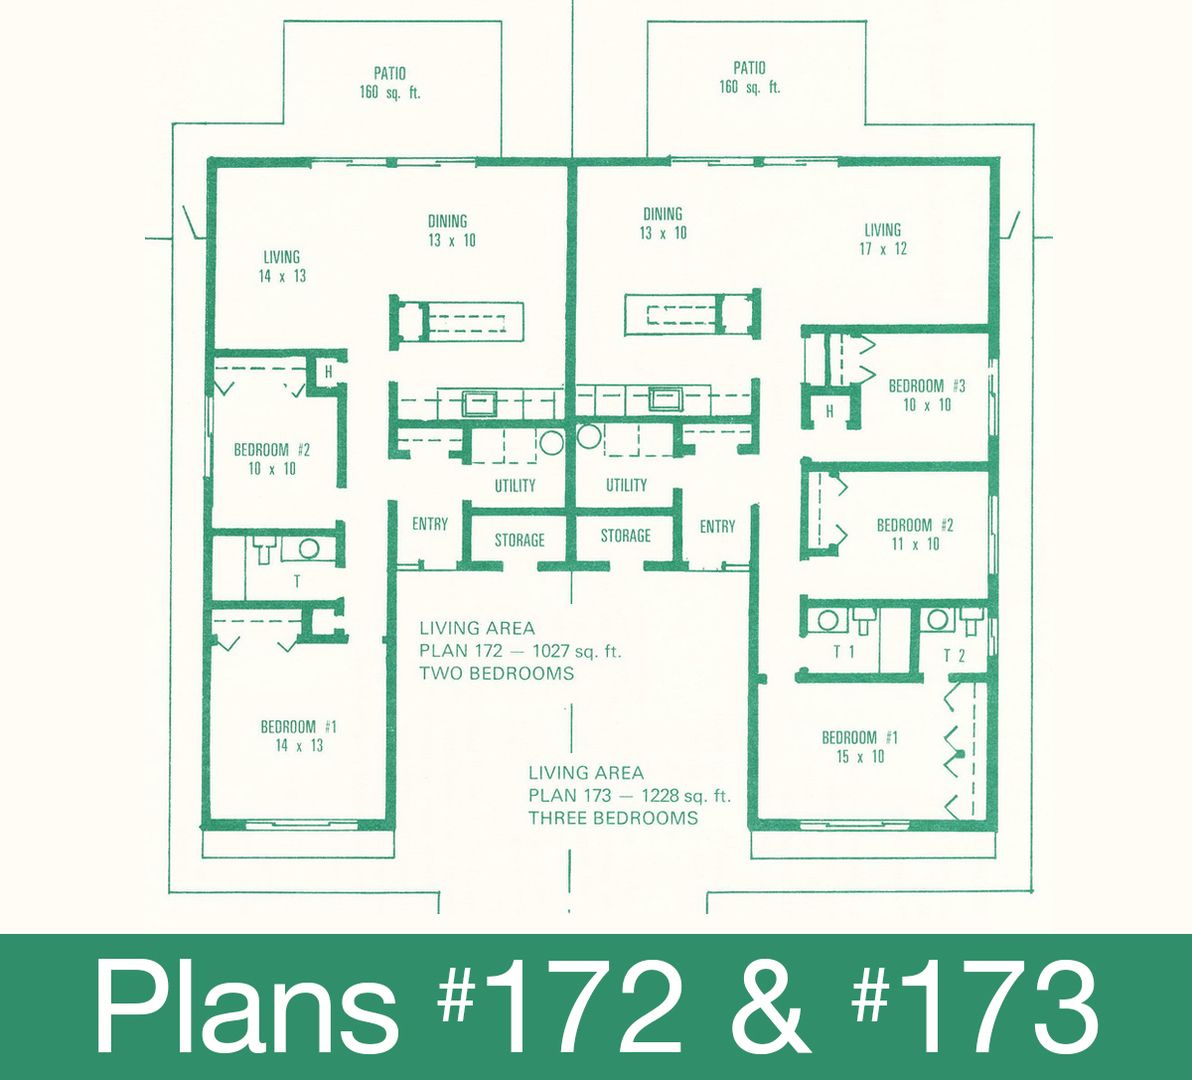 PATIO
160 sq. ft.
PATIO
160 sq. ft.
DINING
13 x 10
LIVING
14 x 13
DINING
13 x 10
LIVING
17 x 12
H
BEDROOM #2
10 x 10
BEDROOM #3
10 x 10
H
UTILITY
UTILITY
ENTRY
STORAGE
STORAGE
ENTRY
BEDROOM #2
11 x 10
T
LIVING AREA
PLAN 172 — 1027 sq. ft.
TWO BEDROOMS
T 1
T 2
BEDROOM #1
14 x 13
BEDROOM #1
15 x 10
LIVING AREA
PLAN 173 — 1228 sq. ft.
THREE BEDROOMS
Plans #172 & #173